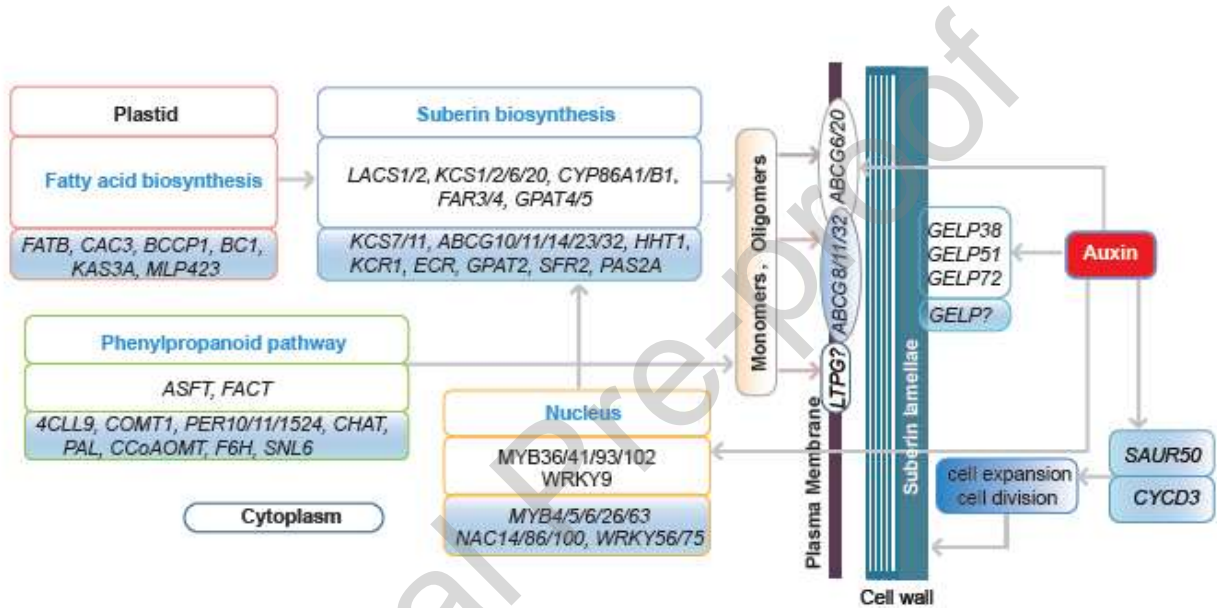 Plastid
Fatty acid biosynthesis
FATB, CAC3, BCCP1, BC1,
KAS3A, MLP423
Suberin biosynthesis
LACS1/2, KCS1/2/6/20, CYP86A1/B1,
FAR3/4, GPAT4/5
KCS7/11, ABCG10/11/14/23/32, HHT1,
KCR1, ECR, GPAT2, SFR2, PAS2A
Phenylpropanoid pathway
ASFT, FACT
4CLL9, COMT1, PER10/11/1524, CHAT,
PAL, CCoAOMT, F6H, SNL6
Cytoplasm
Nucleus
MYB36/41/93/102
WRKY9
MYB4/5/6/26/63
NAC14/86/100, WRKY56/75
Monomers, Oligomers
ABCG6/20
ABCG8/11/32
LTPG?
Plasma Membrane
Suberin lamellae
Cell wall
GELP38
GELP51
GELP72
GELP?
Auxin
SAUR50
CYCD3
cell expansion
cell division
al Pre-proof